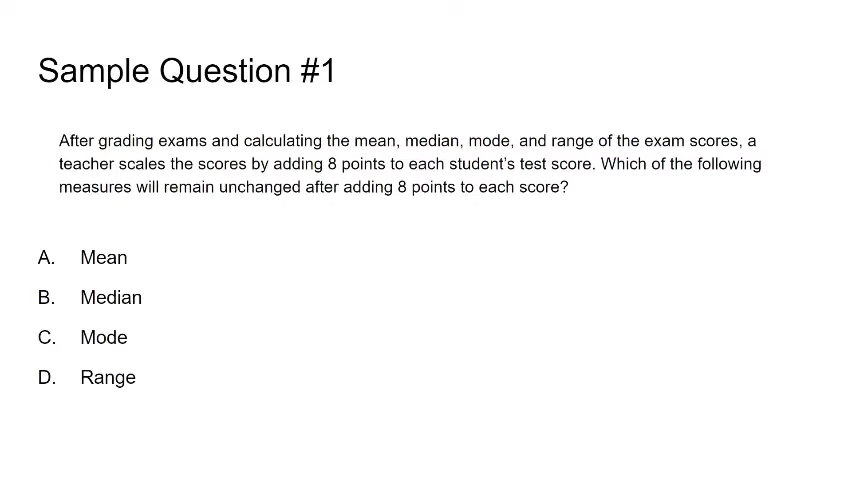 Sample Question #1
After grading exams and calculating the mean, median, mode, and range of the exam scores, a
teacher scales the scores by adding 8 points to each student’s test score. Which of the following
measures will remain unchanged after adding 8 points to each score?
A. Mean
B. Median
C. Mode
D. Range